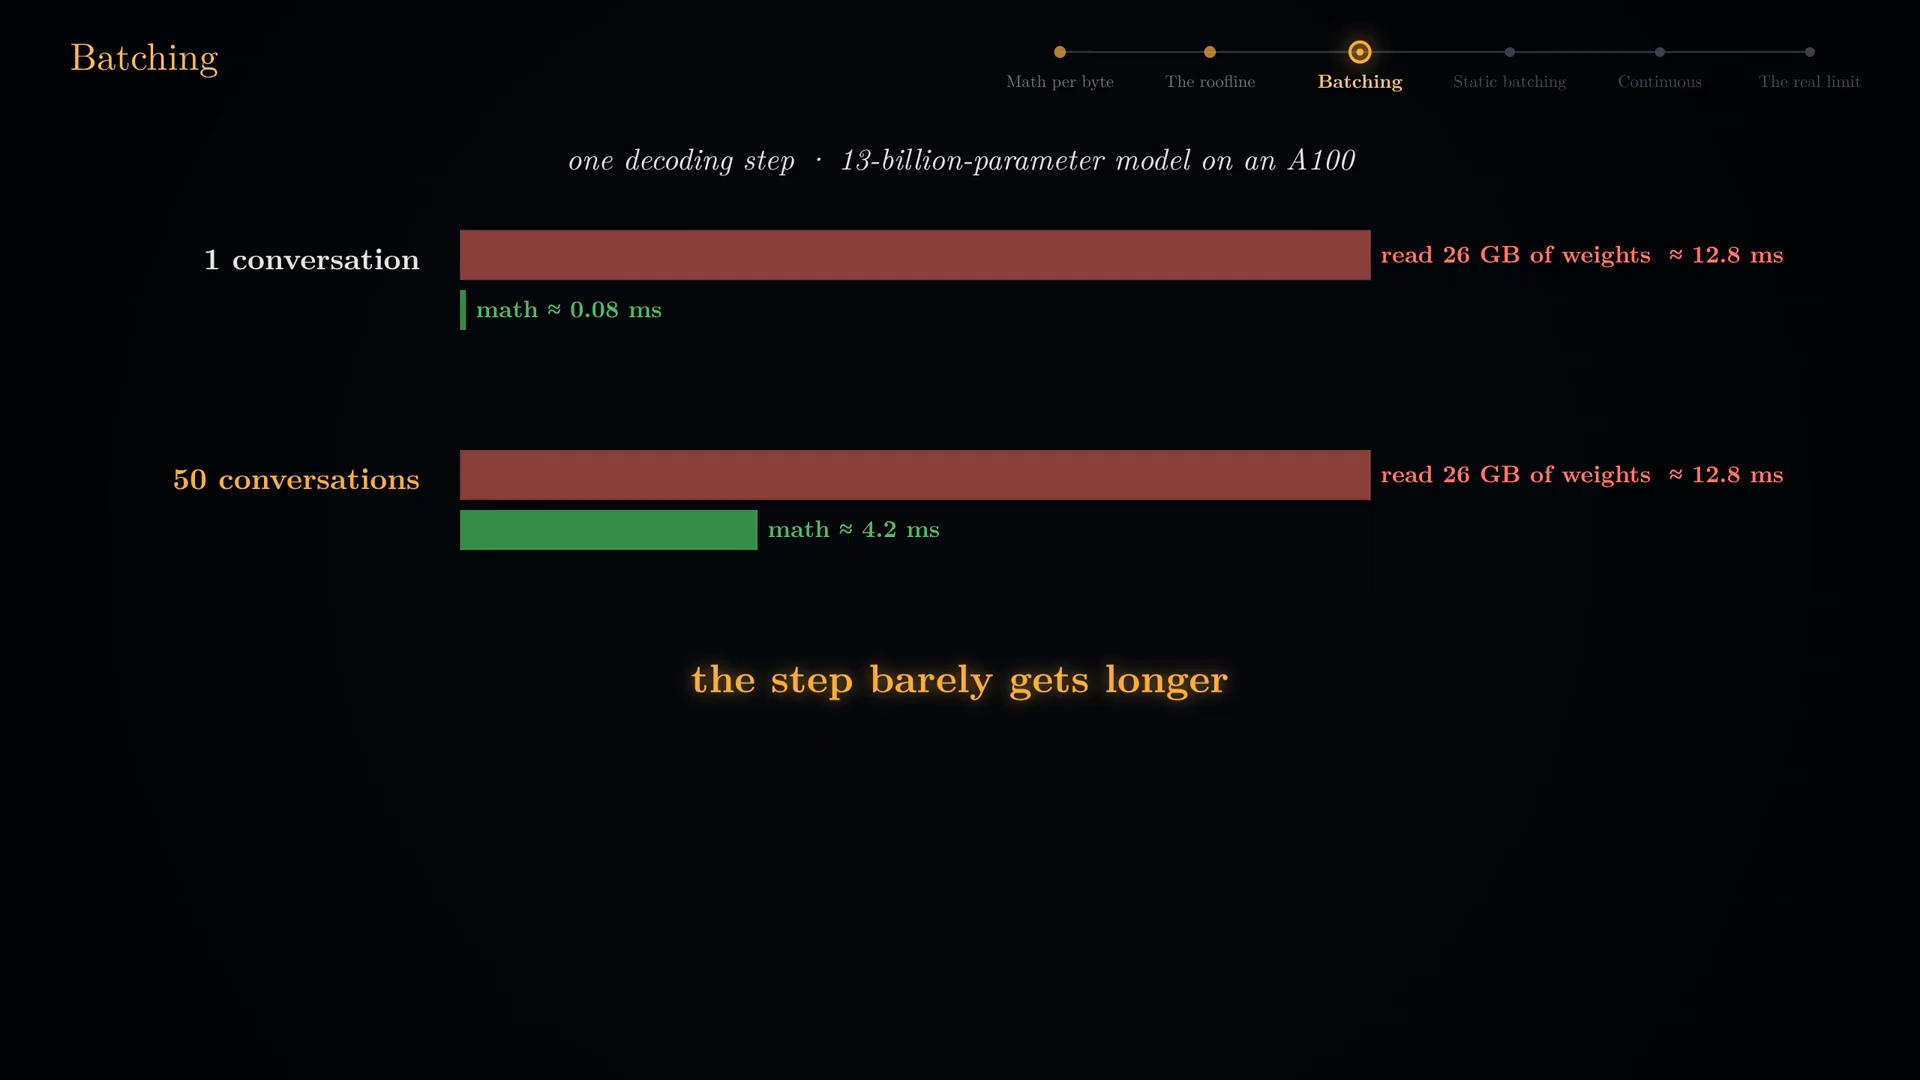 Batching
Math per byte
The roofline
Batching
Static batching
Continuous
The real limit
one decoding step · 13-billion-parameter model on an A100
1 conversation
read 26 GB of weights ≈ 12.8 ms
math ≈ 0.08 ms
50 conversations
read 26 GB of weights ≈ 12.8 ms
math ≈ 4.2 ms
the step barely gets longer